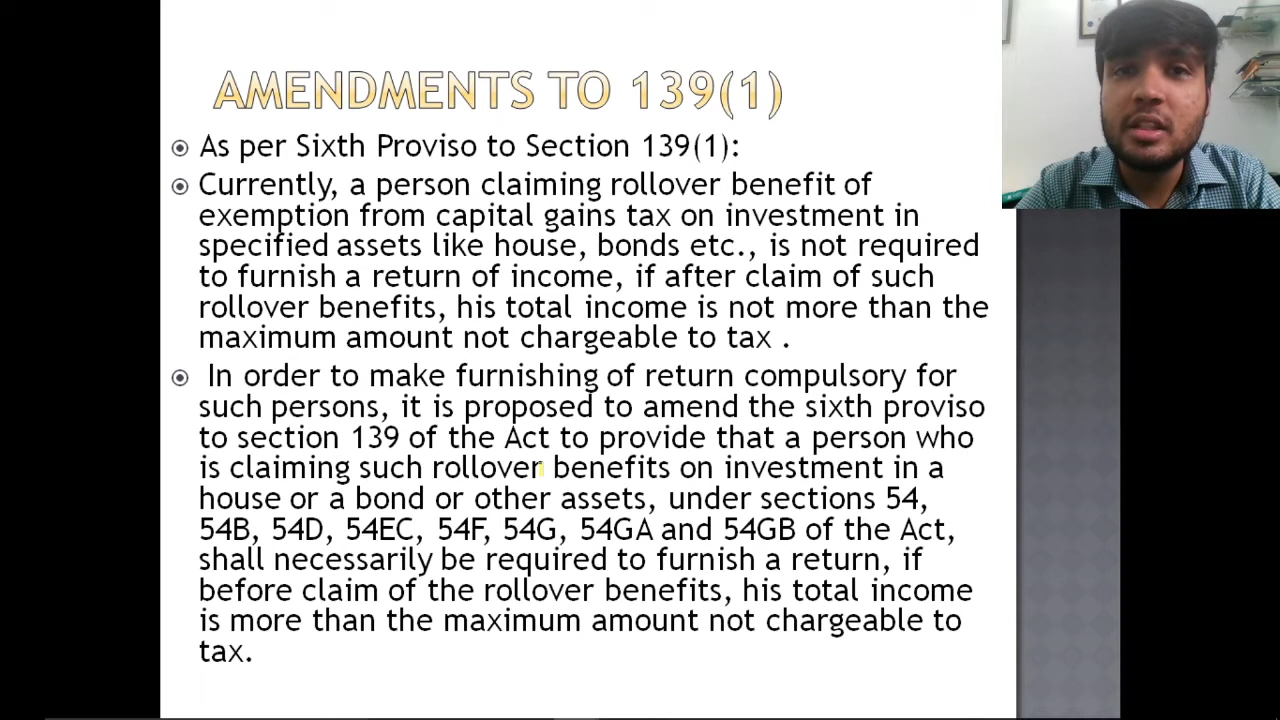 AMENDMENTS TO 139(1)
As per Sixth Proviso to Section 139(1):
Currently, a person claiming rollover benefit of
exemption from capital gains tax on investment in
specified assets like house, bonds etc., is not required
to furnish a return of income, if after claim of such
rollover benefits, his total income is not more than the
maximum amount not chargeable to tax .
In order to make furnishing of return compulsory for
such persons, it is proposed to amend the sixth proviso
to section 139 of the Act to provide that a person who
is claiming such rollover benefits on investment in a
house or a bond or other assets, under sections 54,
54B, 54D, 54EC, 54F, 54G, 54GA and 54GB of the Act,
shall necessarily be required to furnish a return, if
before claim of the rollover benefits, his total income
is more than the maximum amount not chargeable to
tax.